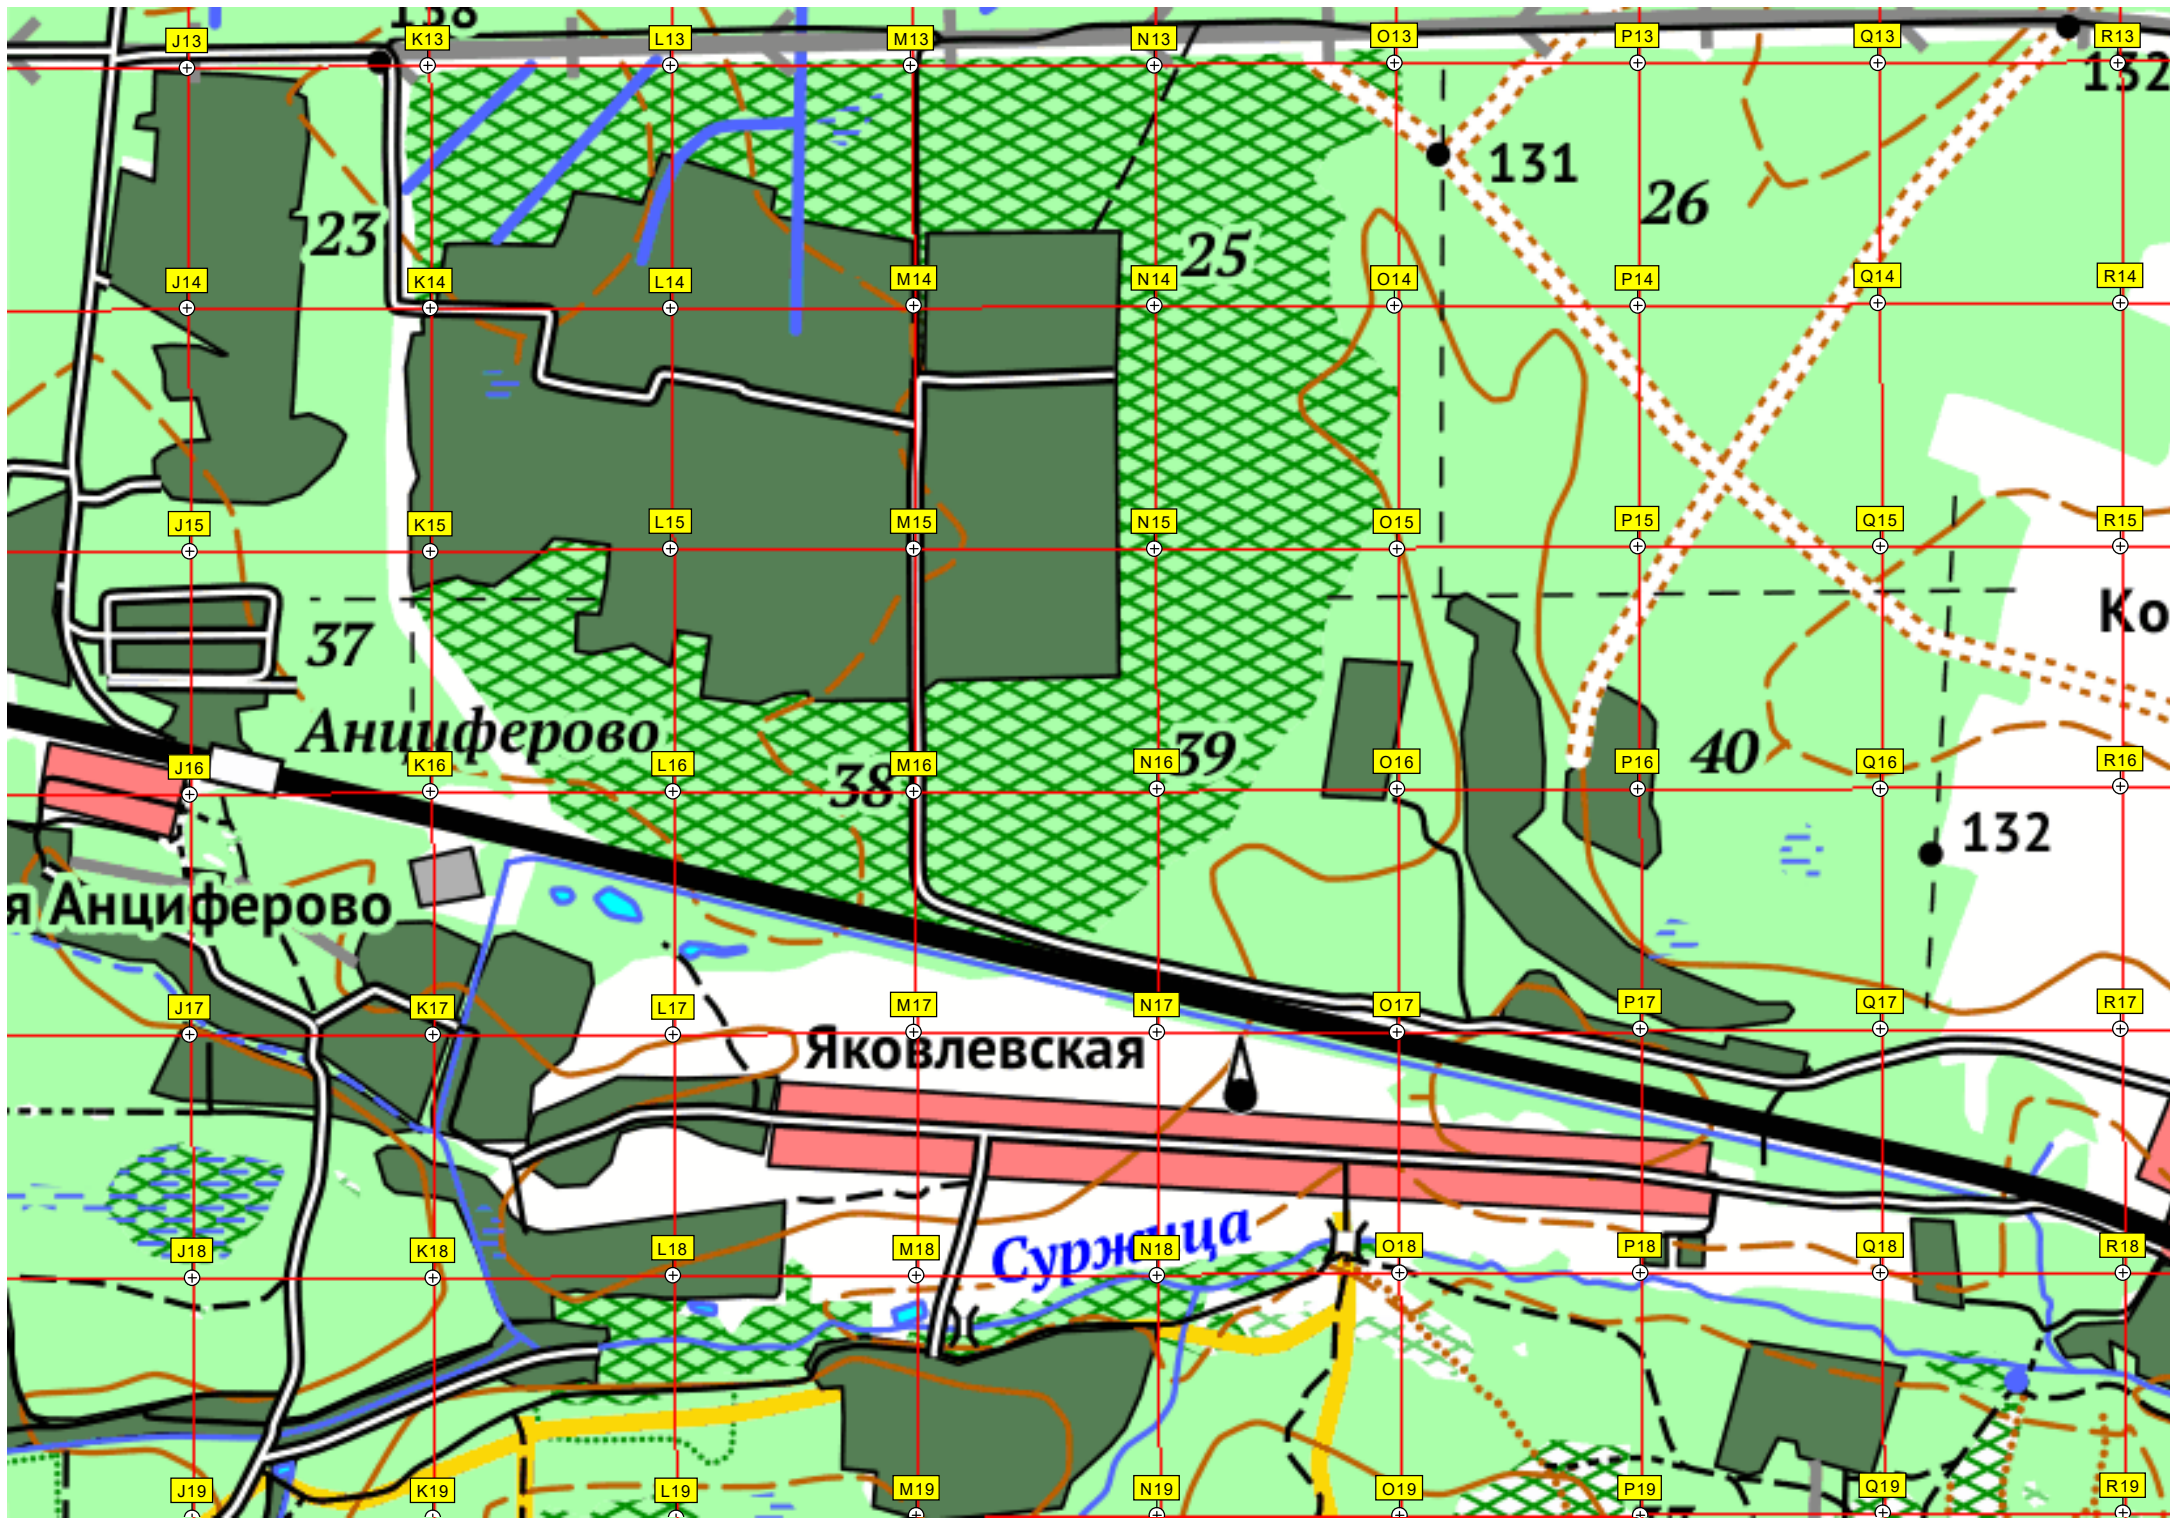 138
J13 K13 L13 M13 N13 O13 P13 Q13 R13
132
131
26
23
25
J14 K14 L14 M14 N14 O14 P14 Q14 R14
J15 K15 L15 M15 N15 O15 P15 Q15 R15
Ко
37
Анциферово
39
40
38
J16 K16 L16 M16 N16 O16 P16 Q16 R16
132
я Анциферово
J17 K17 L17 M17 N17 O17 P17 Q17 R17
Яковлевская
Суржица
J18 K18 L18 M18 N18 O18 P18 Q18 R18
J19 K19 L19 M19 N19 O19 P19 Q19 R19